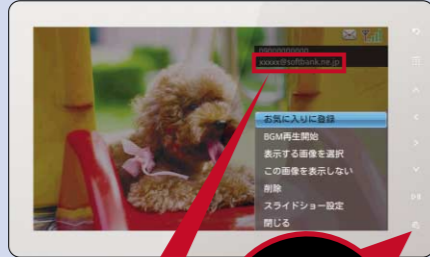 00000000000
xxxxx@softbank.ne.jp
お気に入りに登録
BGM再生開始
表示する画像を選択
この画像を表示しない
削除
スライドショー設定
閉じる